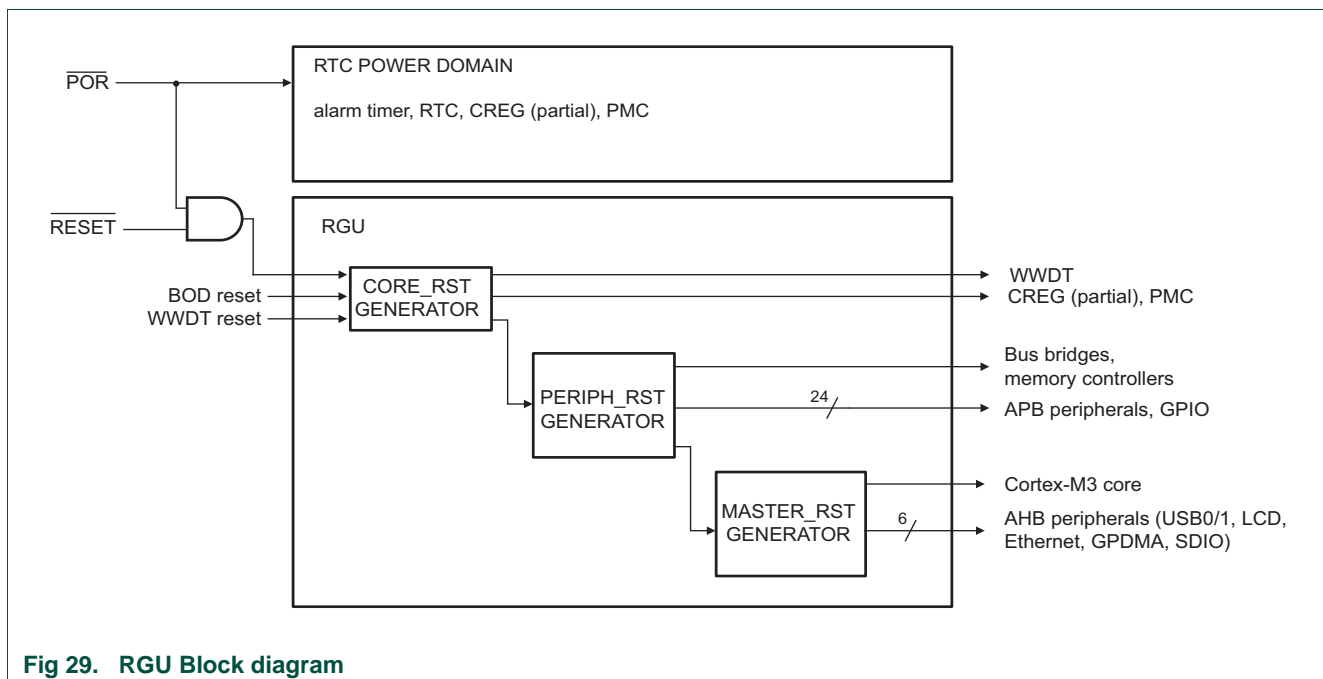 POR
RTC POWER DOMAIN
alarm timer, RTC, CREG (partial), PMC
RESET
RGU
BOD reset
WWDT reset
CORE_RST
GENERATOR
WWDT
CREG (partial), PMC
PERIPH_RST
GENERATOR
Bus bridges,
memory controllers
24
APB peripherals, GPIO
MASTER_RST
GENERATOR
Cortex-M3 core
6
AHB peripherals (USB0/1, LCD,
Ethernet, GPDMA, SDIO)
Fig 29. RGU Block diagram